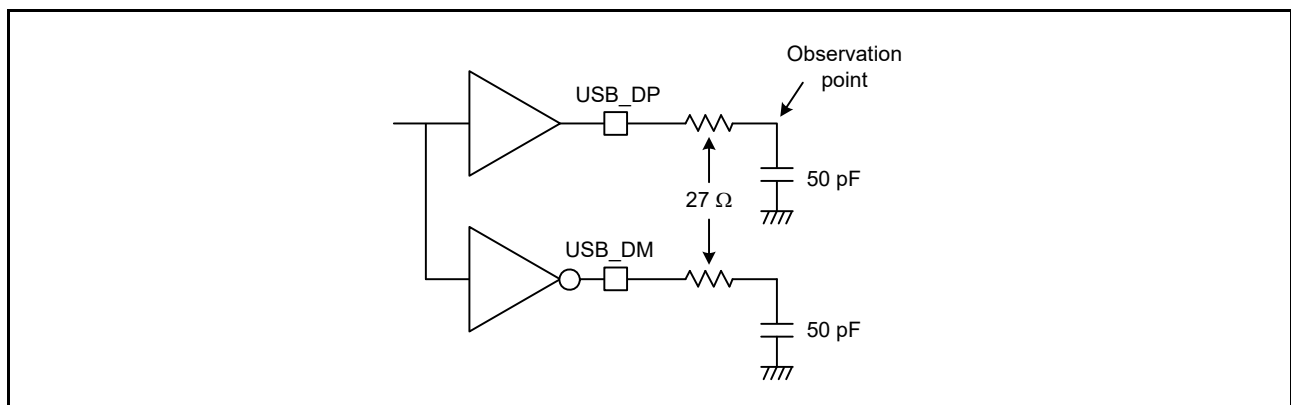 Observation
point
USB_DP
50 pF
27 Ω
USB_DM
50 pF